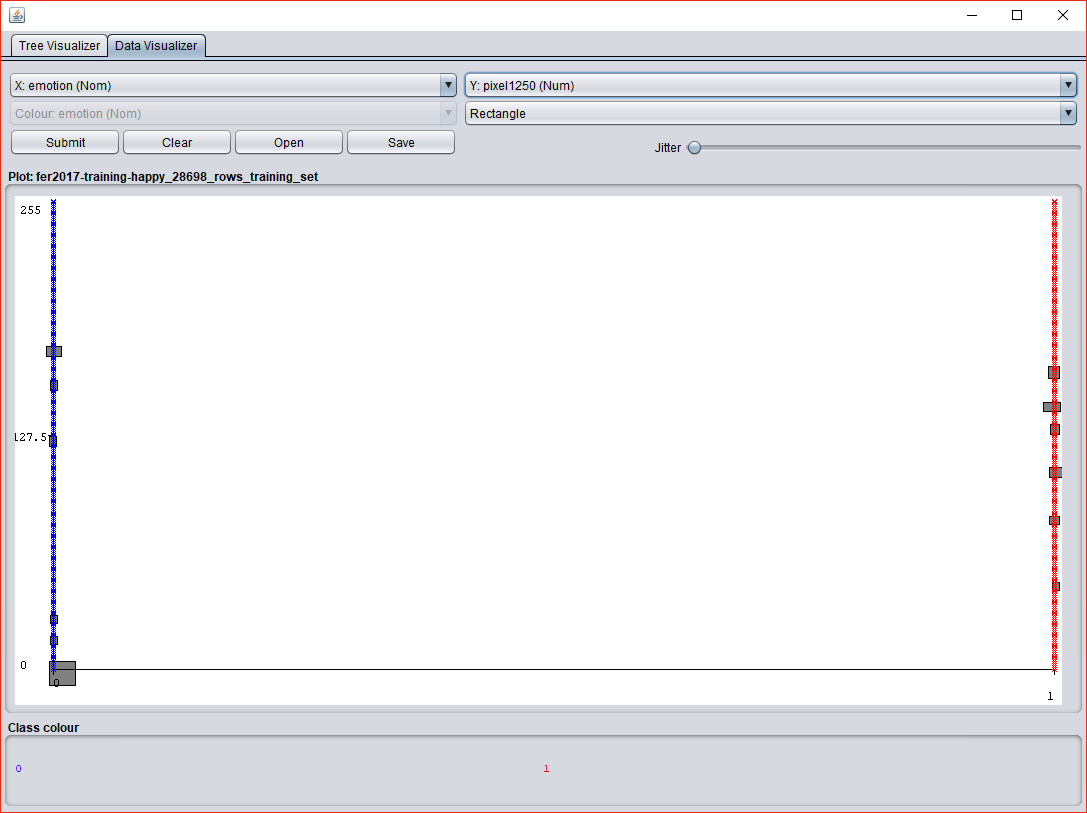 Tree Visualizer Data Visualizer
X: emotion (Nom) Y: pixel1250 (Num)
Colour: emotion (Nom) Rectangle
Submit Clear Open Save
Jitter
Plot: fer2017-training-happy_28698_rows_training_set
255
127.5
0
0
1
Class colour
0 1